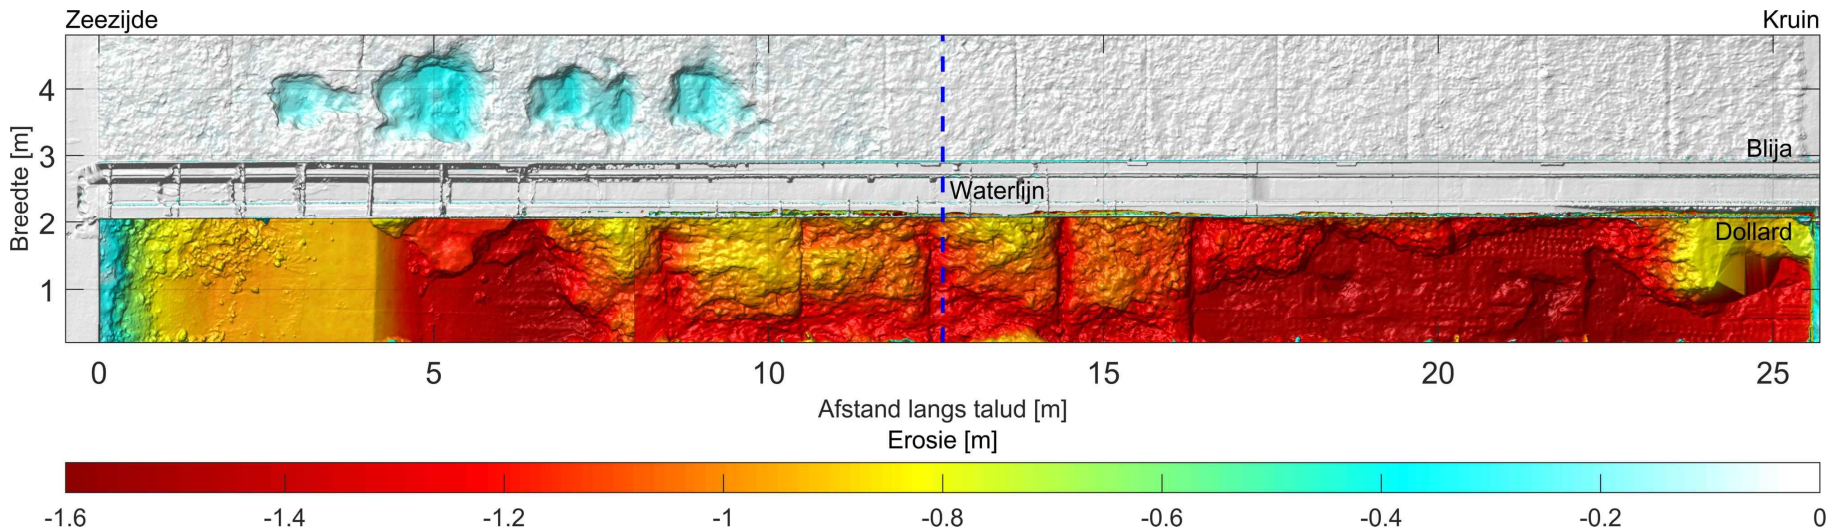 Zeezijde Kruin
4
3
2
1
Breedte [m]
Blija
Waterlijn
Dollard
0 5 10 15 20 25
Afstand langs talud [m]
Erosie [m]
-1.6 -1.4 -1.2 -1 -0.8 -0.6 -0.4 -0.2 0